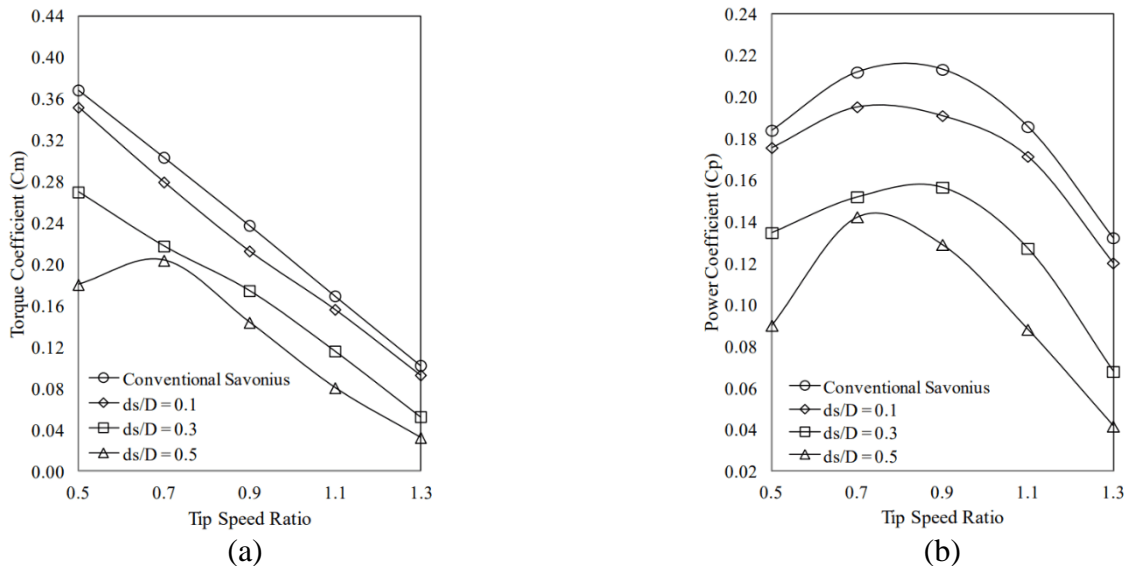 0.44
0.40
0.36
0.32
0.28
0.24
0.20
0.16
0.12
0.08
0.04
0.00
Torque Coefficient (Cm)
Conventional Savonius
ds/D = 0.1
ds/D = 0.3
ds/D = 0.5
0.5 0.7 0.9 1.1 1.3
Tip Speed Ratio
(a)
0.24
0.22
0.20
0.18
0.16
0.14
0.12
0.10
0.08
0.06
0.04
0.02
Power Coefficient (Cp)
Conventional Savonius
ds/D = 0.1
ds/D = 0.3
ds/D = 0.5
0.5 0.7 0.9 1.1 1.3
Tip Speed Ratio
(b)